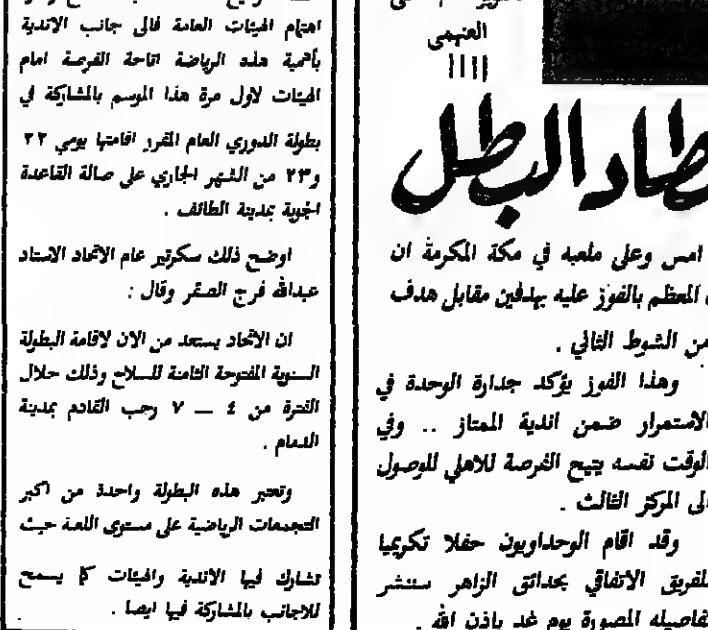 العتيبي
طاد البطل
امس وعلى ملعبه في مكة المكرمة ان
المعظم بالفوز عليه بهدفين مقابل هدف
من الشوط الثاني .
وهذا الفوز يؤكد جدارة الوحدة في
الاستمرار ضمن اندية الممتاز .. وفي
الوقت نفسه يتيح الفرصة للاهلي للوصول
الى المركز الثالث .
وقد اقام الوحداويون حفلا تكريميا
للفريق الاتفاقي بحدائق الزاهر ستنشر
تفاصيله المصورة يوم غد باذن الله .
اهتمام الهيئات العامة فالى جانب الاندية
بأهمية هذه الرياضة اتاحة الفرصة امام
الهيئات لاول مرة هذا الموسم بالمشاركة في
بطولة الدوري العام المقرر اقامتها يومي ٢٢
و٢٣ من الشهر الجاري على صالة القاعدة
الجوية بمدينة الطائف .
اوضح ذلك سكرتير عام الاتحاد الاستاد
عبدالله فرج الصقر وقال :
ان الاتحاد يستعد من الان لاقامة البطولة
السنوية المفتوحة الثامنة للسلاح وذلك خلال
الفترة من ٤ — ٧ رجب القادم بمدينة
الدمام .
وتعتبر هذه البطولة واحدة من اكبر
التجمعات الرياضية على مستوى اللعبة حيث
تشارك فيها الاندية والهيئات كما يسمح
للاجانب بالمشاركة فيها ايضا .